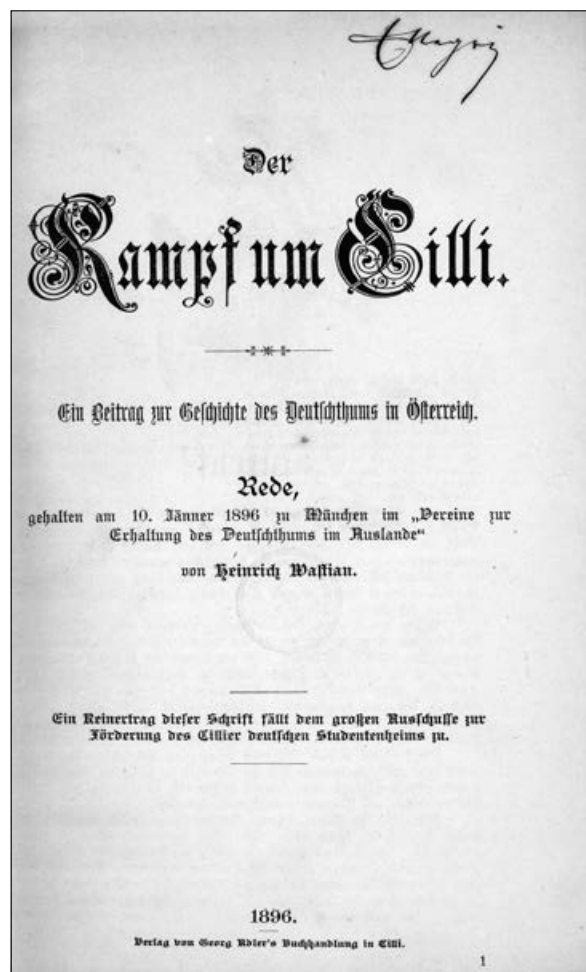 Der
Kampf um Cilli.
Ein Beitrag zur Geschichte des Deutschthums in Österreich.
Rede,
gehalten am 10. Jänner 1896 zu München im „Vereine zur
Erhaltung des Deutschthums im Auslande“
von Heinrich Wastian.
Ein Reinertrag dieser Schrift fällt dem großen Ausschusse zur
Förderung des Cillier deutschen Studentenheims zu.
1896.
Verlag von Georg Adler's Buchhandlung in Cilli.
1